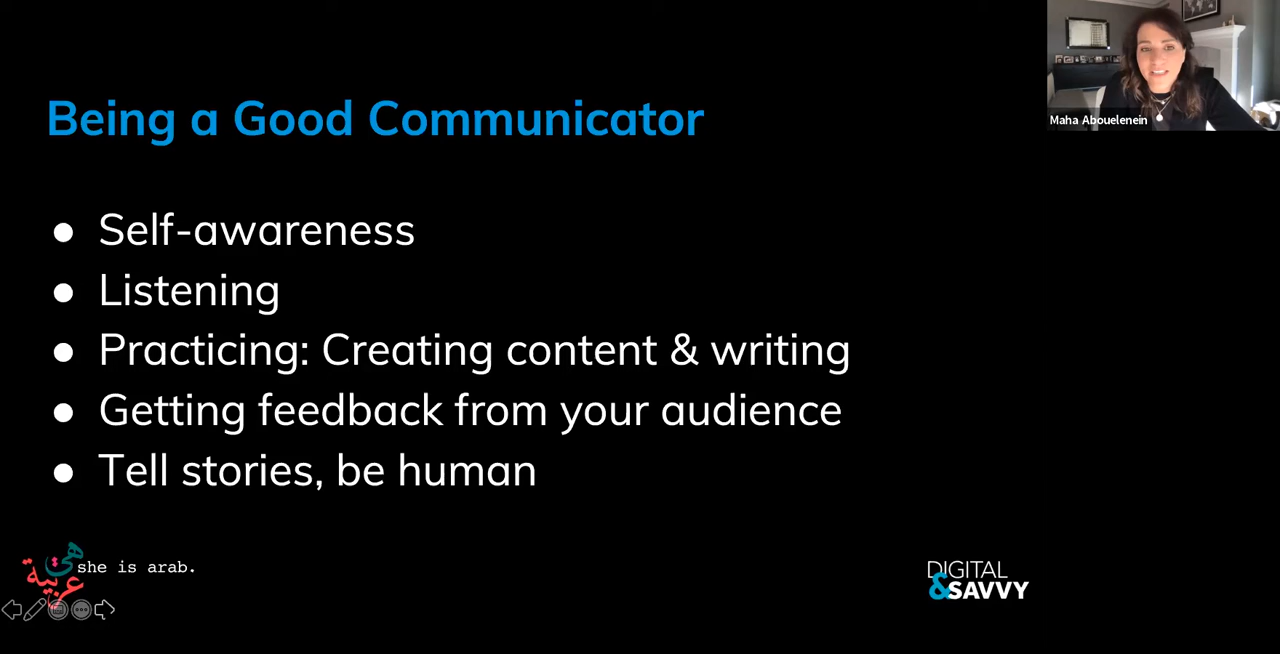 Maha Abouelenein
Being a Good Communicator
● Self-awareness
● Listening
● Practicing: Creating content & writing
● Getting feedback from your audience
● Tell stories, be human
هي
عربية
she is arab.
DIGITAL
&SAVVY